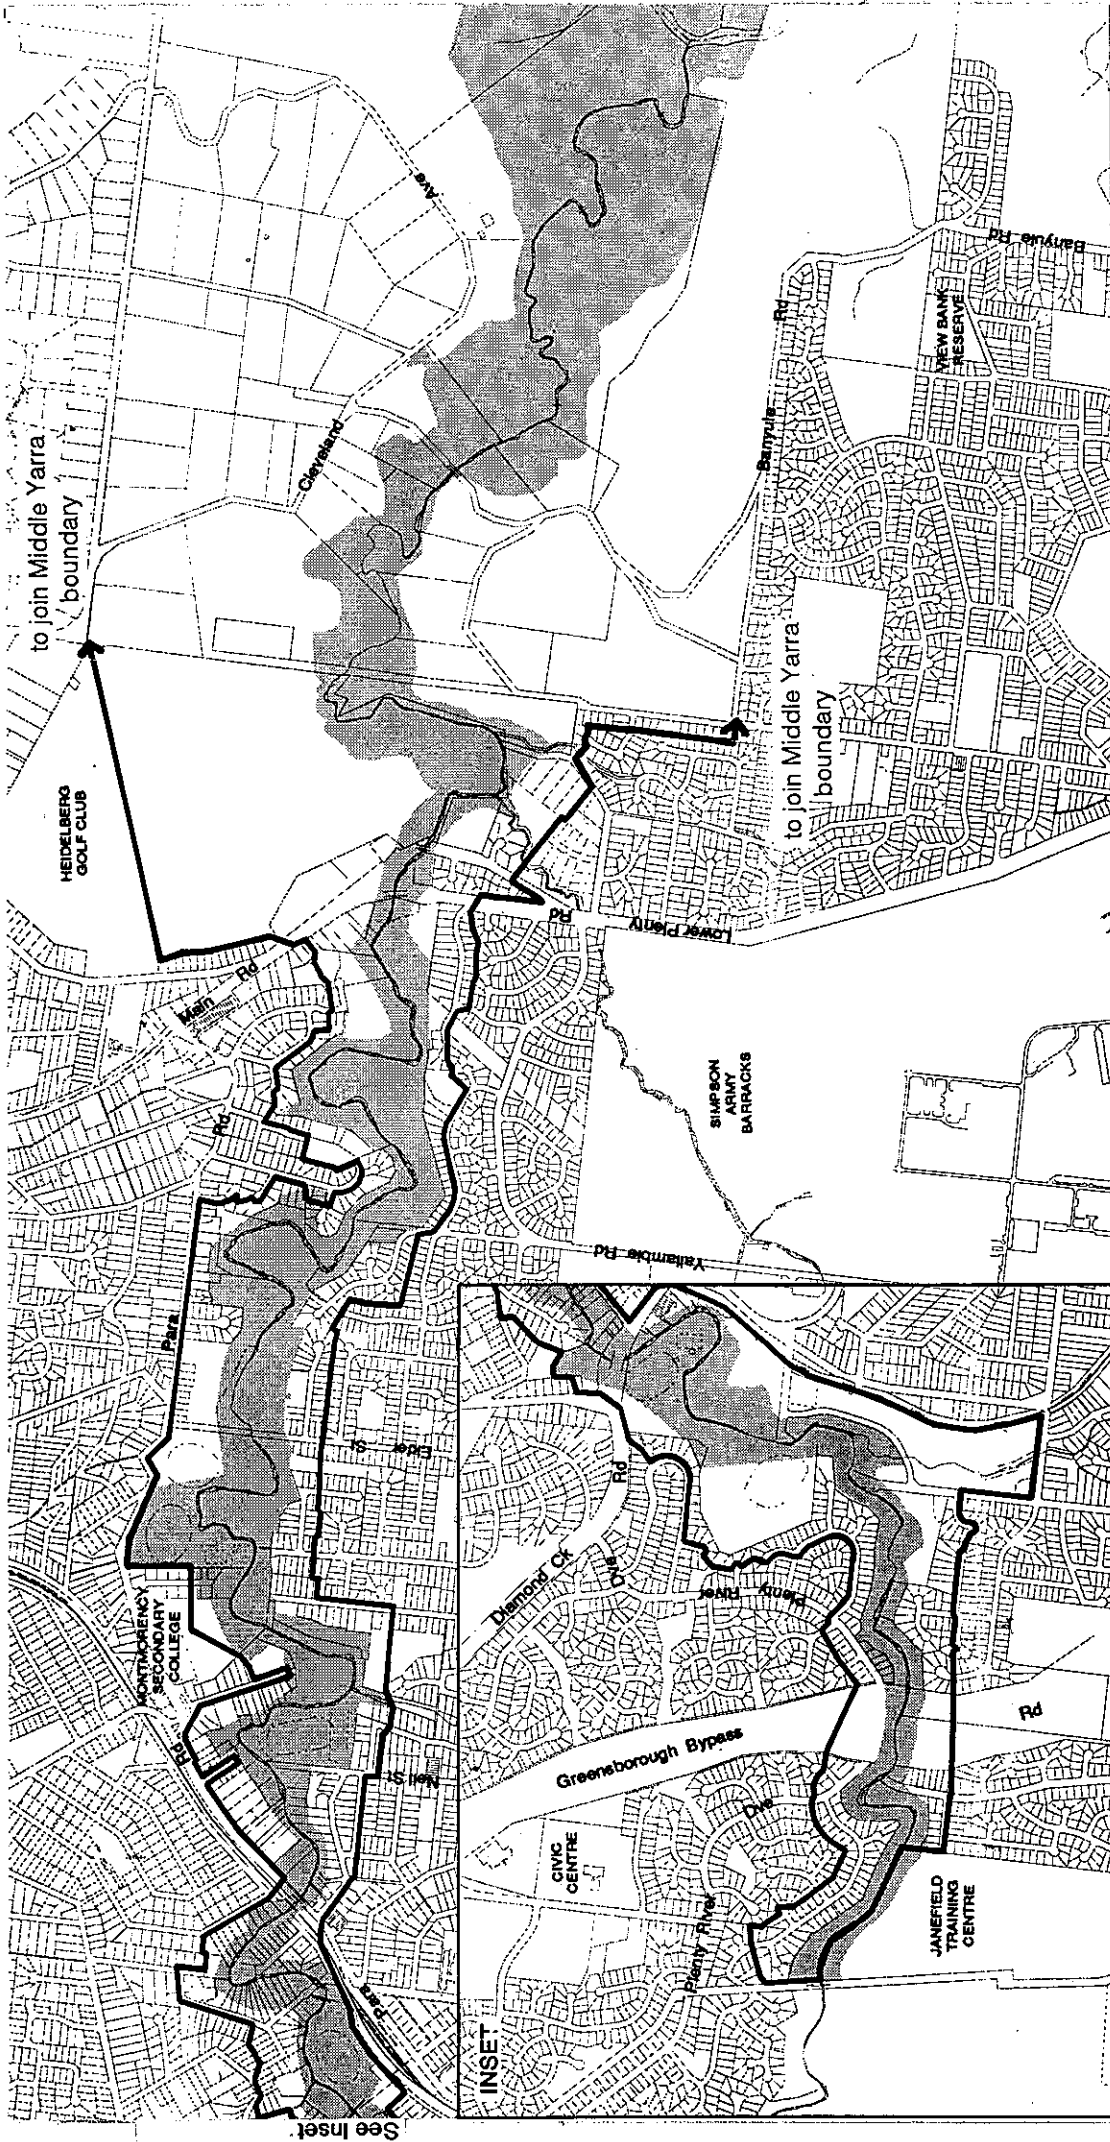 to join Middle Yarra
boundary
HEIDELBERG
GOLF CLUB
Cleveland
Ave
Main
Rd
Rd
Para
MONTMORENCY
SECONDARY
COLLEGE
Rd
Banyule
Rd
Banyule Rd
VIEW BANK
RESERVE
to join Middle Yarra
boundary
Rd
Lower Plenty
SIMPSON
ARMY
BARRACKS
Yallambie Rd
Elder St
Neil St
Para
See Inset
INSET
Diamond Ck
Rd
Dve
Plenty
River
Greensborough Bypass
Dve
CIVIC
CENTRE
Plenty River
Rd
JANEFIELD
TRAINING
CENTRE